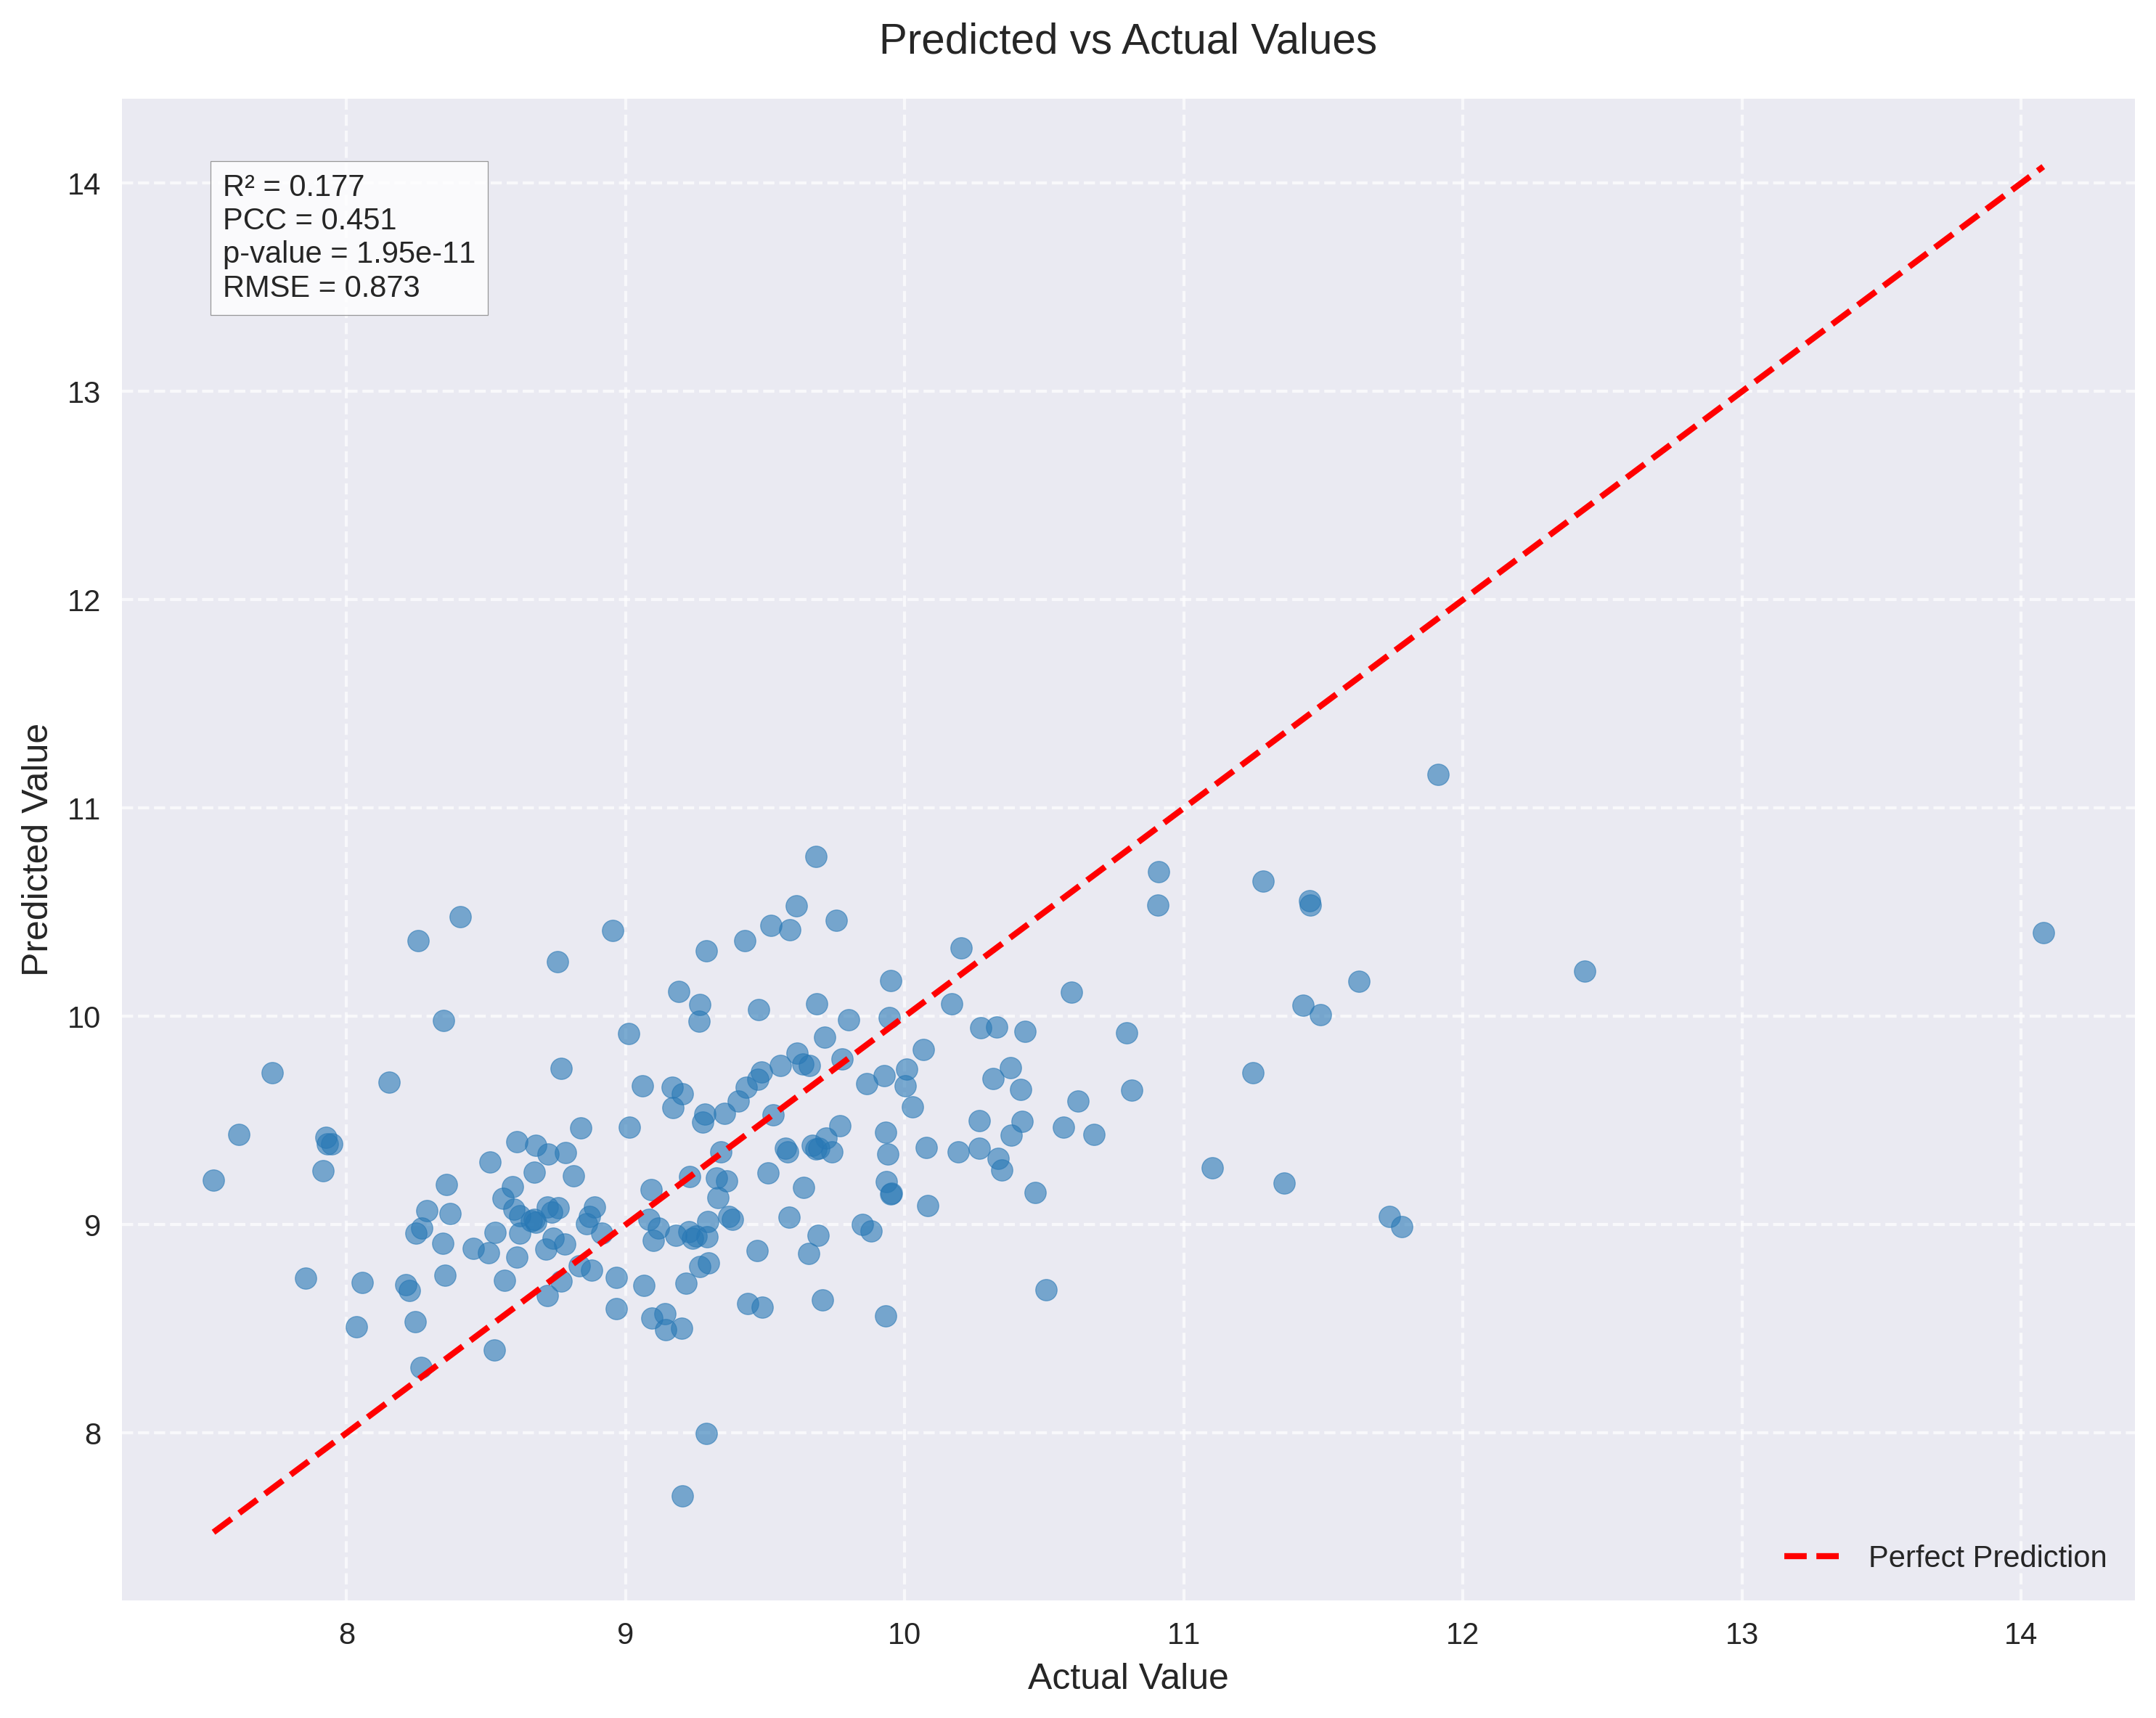 Predicted vs Actual Values
R² = 0.177
PCC = 0.451
p-value = 1.95e-11
RMSE = 0.873
14
13
12
11
10
9
8
Predicted Value
Perfect Prediction
8 9 10 11 12 13 14
Actual Value